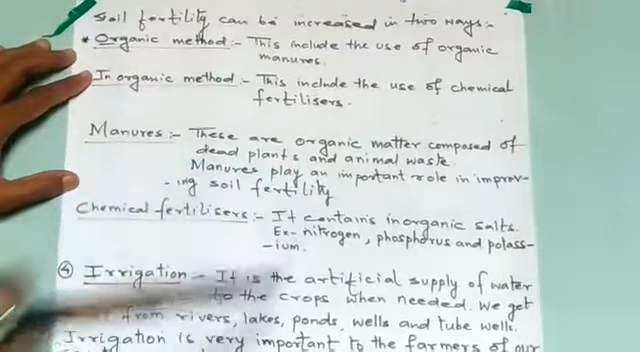 Soil fertility can be increased in two ways:-
* Organic method:- This include the use of organic
manures.
In organic method:- This include the use of chemical
fertilisers.
Manures:- These are organic matter composed of
dead plants and animal waste.
Manures play an important role in improv-
-ing soil fertility
Chemical fertilisers:- It contains inorganic salts.
Ex- nitrogen, phosphorus and potass-
-ium.
④ Irrigation:- It is the artificial supply of water
to the crops when needed. We get
from rivers, lakes, ponds, wells and tube wells.
Irrigation is very important to the farmers of our